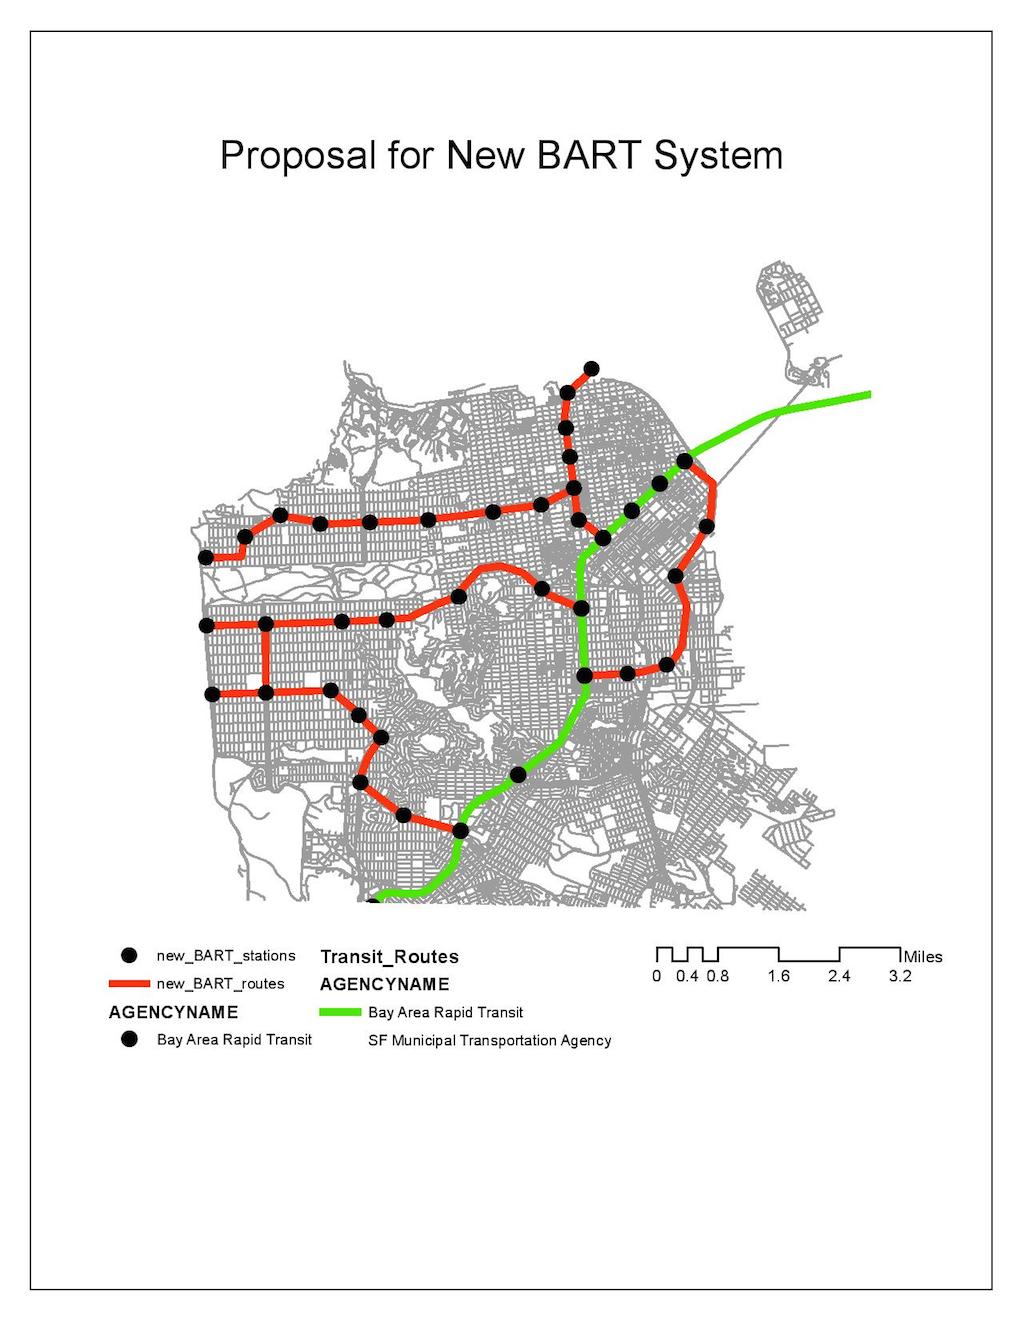 Proposal for New BART System
new_BART_stations
new_BART_routes
AGENCYNAME
Bay Area Rapid Transit
Transit_Routes
AGENCYNAME
Bay Area Rapid Transit
SF Municipal Transportation Agency
Miles
0 0.4 0.8 1.6 2.4 3.2